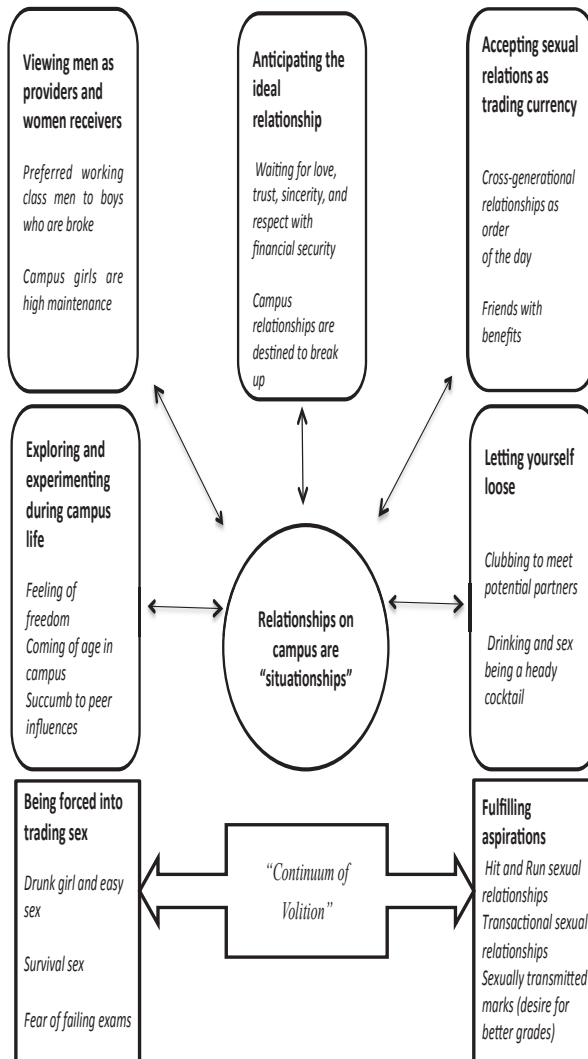 Viewing men as
providers and
women receivers
Preferred working
class men to boys
who are broke
Campus girls are
high maintenance
Anticipating the
ideal
relationship
Waiting for love,
trust, sincerity, and
respect with
financial security
Campus
relationships are
destined to break
up
Accepting sexual
relations as
trading currency
Cross-generational
relationships as
order
of the day
Friends with
benefits
Exploring and
experimenting
during campus
life
Feeling of
freedom
Coming of age in
campus
Succumb to peer
influences
Relationships on
campus are
“situationships”
Letting yourself
loose
Clubbing to meet
potential partners
Drinking and sex
being a heady
cocktail
Being forced into
trading sex
Drunk girl and easy
sex
Survival sex
Fear of failing exams
“Continuum of
Volition”
Fulfilling
aspirations
Hit and Run sexual
relationships
Transactional sexual
relationships
Sexually transmitted
marks (desire for
better grades)